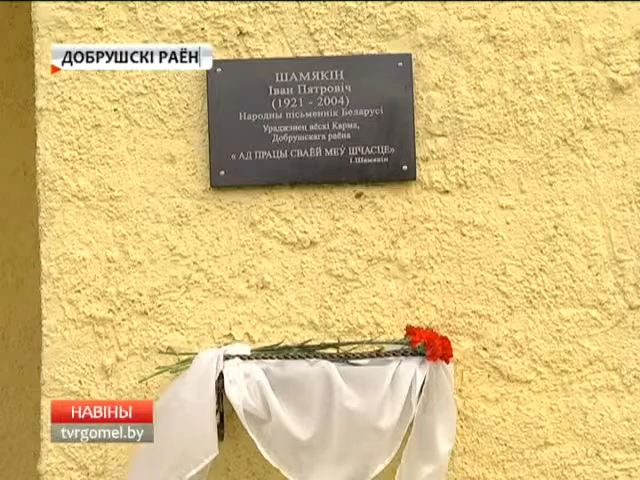 ДОБРУШСКІ РАЁН
ШАМЯКІН
Іван Пятровіч
(1921 - 2004)
Народны пісьменнік Беларусі
Ураджэнец вёскі Карма,
Добрушскага раёна
« АД ПРАЦЫ СВАЁЙ МЕЎ ШЧАСЦЕ»
І.Шамякін
НАВІНЫ
tvrgomel.by